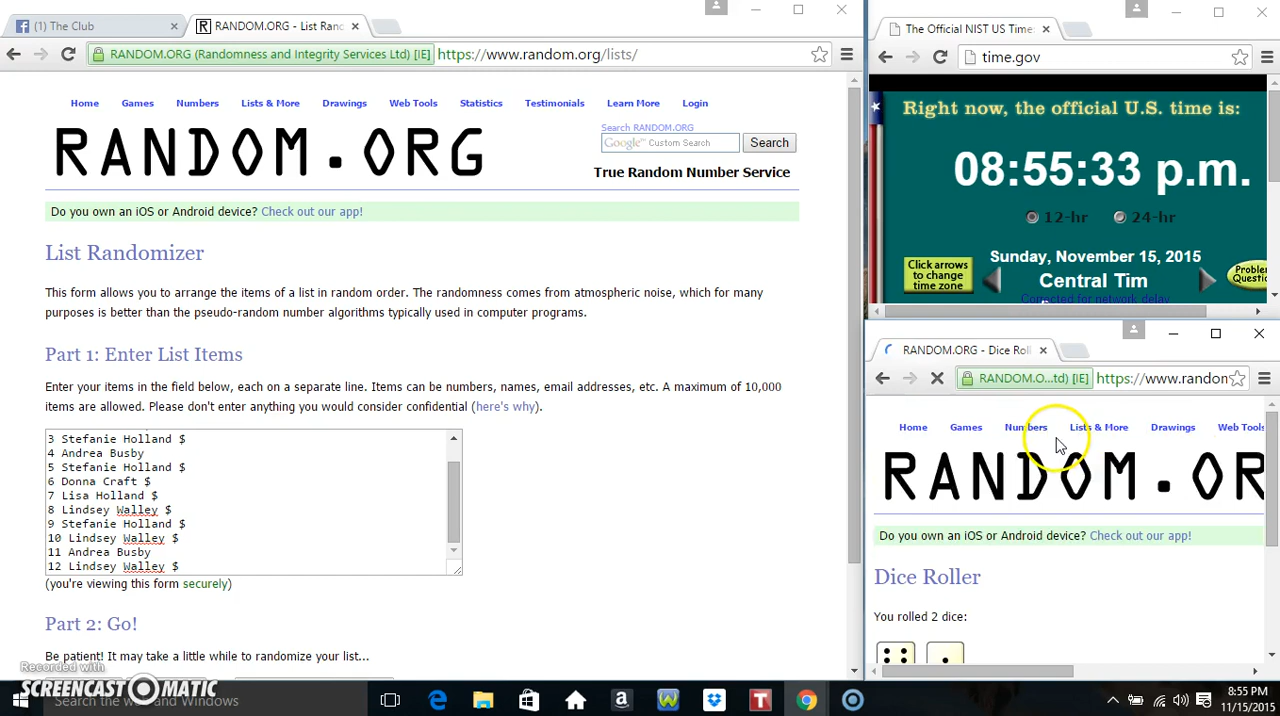 (1) The Club
RANDOM.ORG - List Ranc
RANDOM.ORG (Randomness and Integrity Services Ltd) [IE]
https://www.random.org/lists/
Home Games Numbers Lists & More Drawings Web Tools Statistics Testimonials Learn More Login
Search RANDOM.ORG
RANDOM.ORG
Google™ Custom Search
Search
True Random Number Service
Do you own an iOS or Android device? Check out our app!
List Randomizer
This form allows you to arrange the items of a list in random order. The randomness comes from atmospheric noise, which for many
purposes is better than the pseudo-random number algorithms typically used in computer programs.
Part 1: Enter List Items
Enter your items in the field below, each on a separate line. Items can be numbers, names, email addresses, etc. A maximum of 10,000
items are allowed. Please don't enter anything you would consider confidential (here's why).
3 Stefanie Holland $
4 Andrea Busby
5 Stefanie Holland $
6 Donna Craft $
7 Lisa Holland $
8 Lindsey Walley $
9 Stefanie Holland $
10 Lindsey Walley $
11 Andrea Busby
12 Lindsey Walley $
(you're viewing this form securely)
Part 2: Go!
Be patient! It may take a little while to randomize your list...
The Official NIST US Time:
time.gov
Right now, the official U.S. time is:
08:55:33 p.m.
12-hr 24-hr
Sunday, November 15, 2015
Click arrows
to change
time zone
Central Tim
Problem
Questic
Corrected for network delay
RANDOM.ORG - Dice Roll
RANDOM.O...td) [IE]
https://www.randon
Home Games Numbers Lists & More Drawings Web Tools
RANDOM.OR
Do you own an iOS or Android device? Check out our app!
Dice Roller
You rolled 2 dice:
Recorded with
SCREENCAST-O-MATIC
Search the web and Windows
8:55 PM
11/15/2015